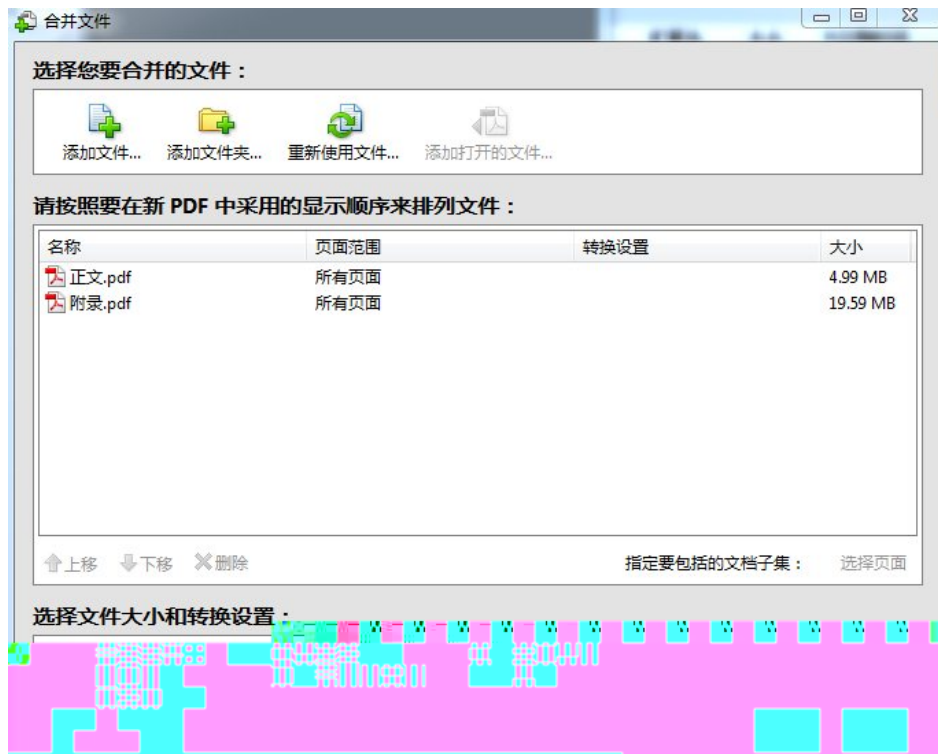 合并文件
选择您要合并的文件：
添加文件... 添加文件夹... 重新使用文件... 添加打开的文件...
请按照要在新 PDF 中采用的显示顺序来排列文件：
名称 页面范围 转换设置 大小
正文.pdf 所有页面 4.99 MB
附录.pdf 所有页面 19.59 MB
上移 下移 删除 指定要包括的文档子集： 选择页面
选择文件大小和转换设置：